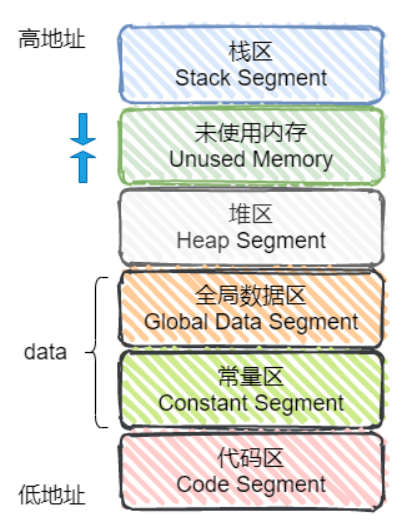 高地址
栈区
Stack Segment
未使用内存
Unused Memory
堆区
Heap Segment
全局数据区
Global Data Segment
data
常量区
Constant Segment
代码区
Code Segment
低地址